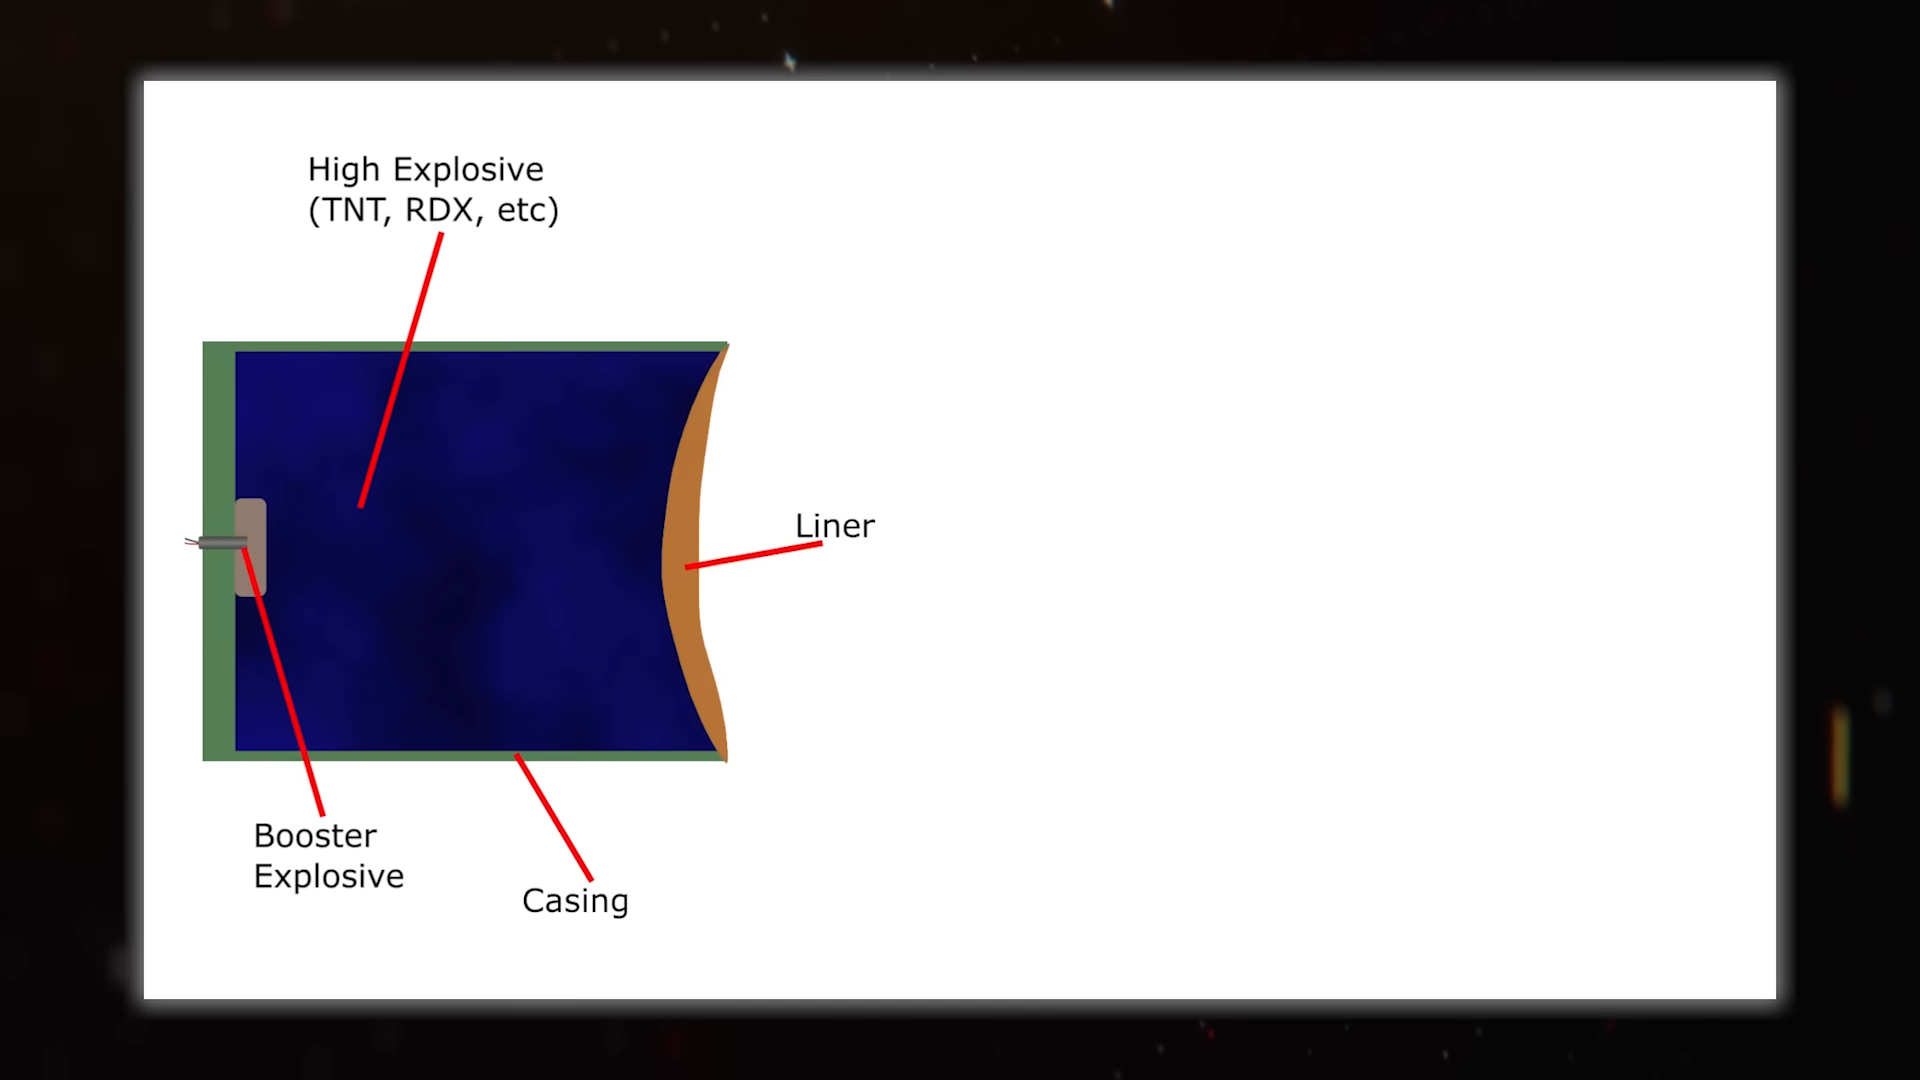 High Explosive
(TNT, RDX, etc)
Liner
Booster
Explosive
Casing